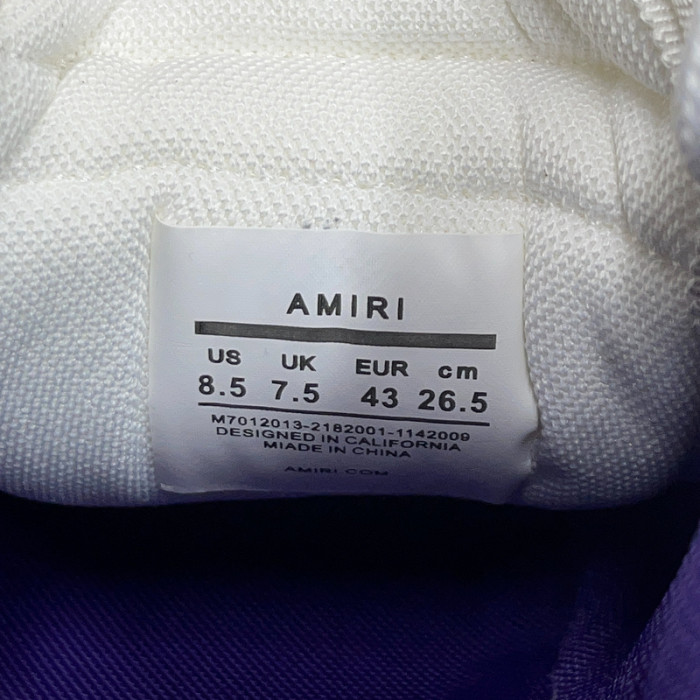 AMIRI
US UK EUR cm
8.5 7.5 43 26.5
M7012013-2182001-1142009
DESIGNED IN CALIFORNIA
MIADE IN CHINA
AMIRI.COM